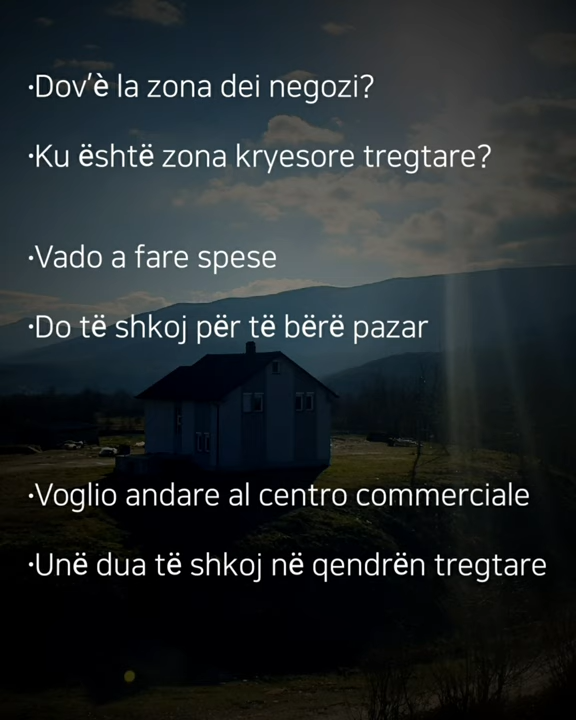 ·Dov'è la zona dei negozi?
·Ku është zona kryesore tregtare?
·Vado a fare spese
·Do të shkoj për të bërë pazar
·Voglio andare al centro commerciale
·Unë dua të shkoj në qendrën tregtare